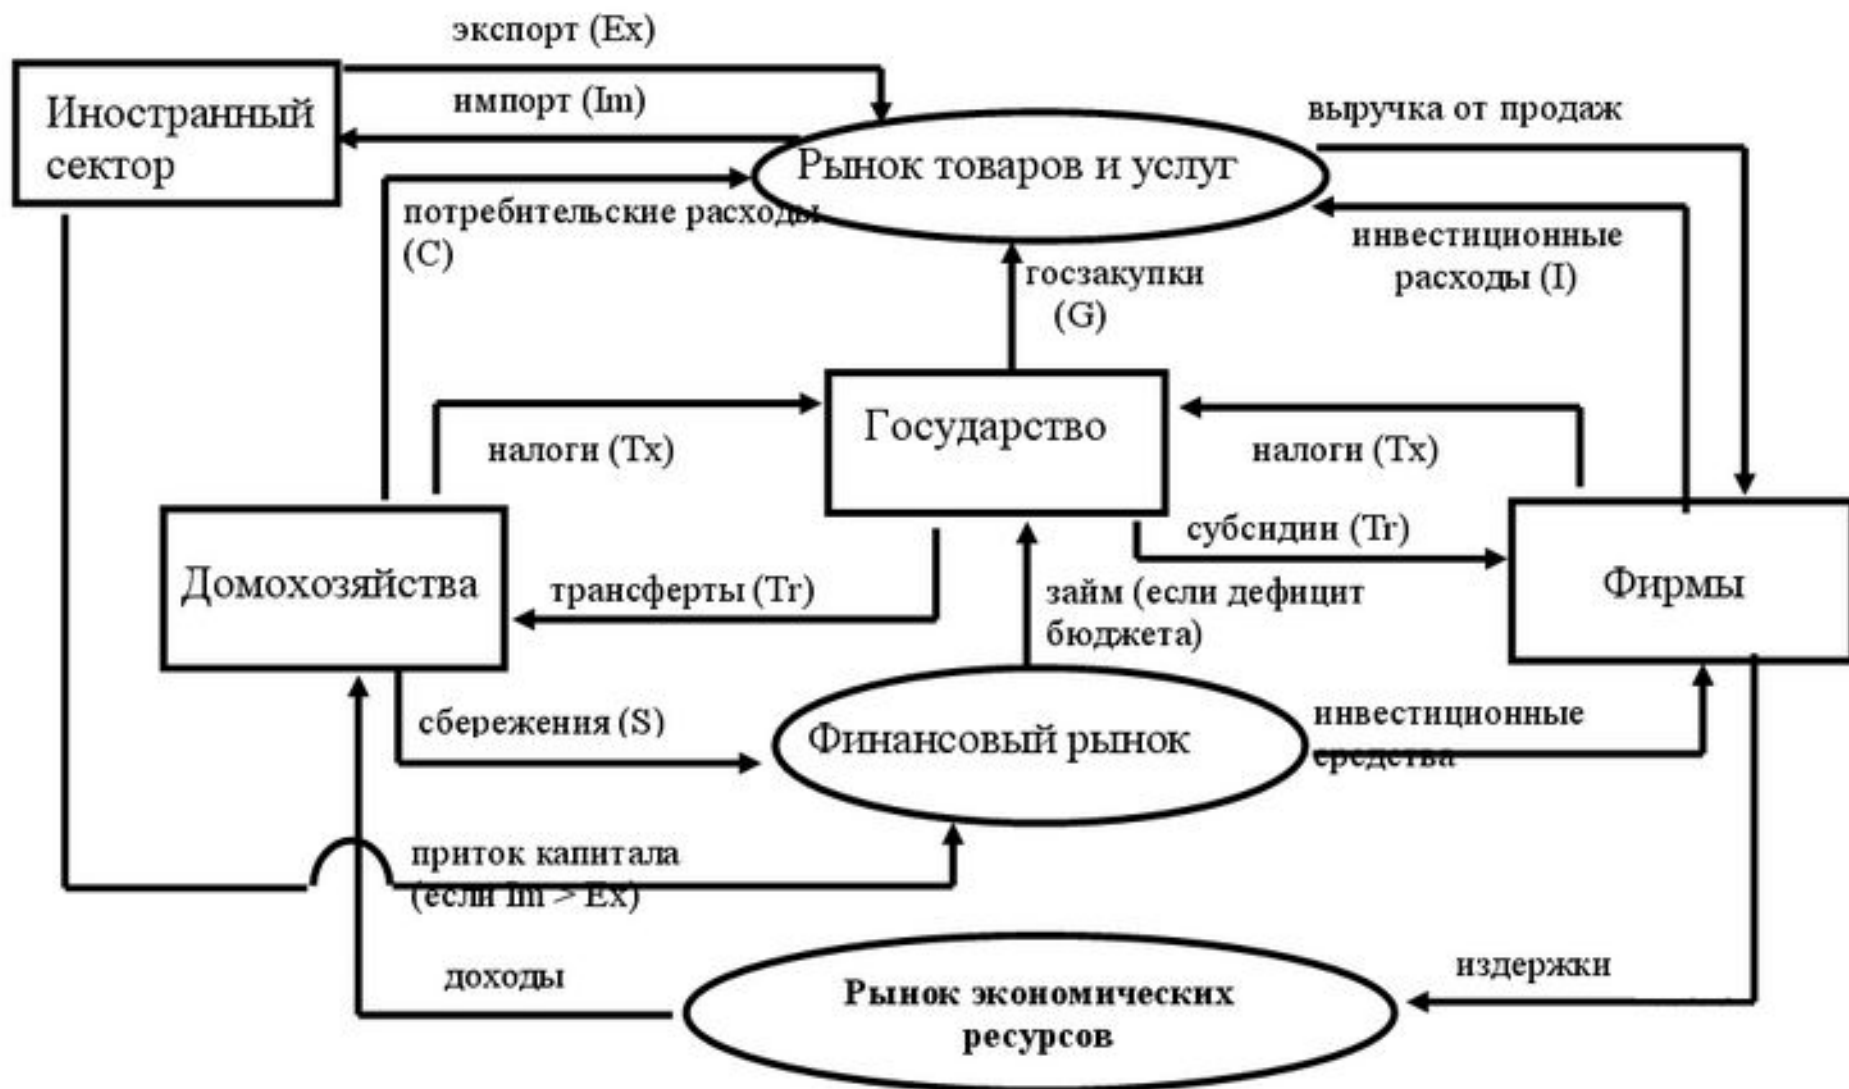 экспорт (Ex)
Иностранный
сектор
импорт (Im)
выручка от продаж
Рынок товаров и услуг
потребительские расходы
(C)
инвестиционные
расходы (I)
госзакупки
(G)
Государство
налоги (Tx)
налоги (Tx)
субсидии (Tr)
Домохозяйства
трансферты (Tr)
займ (если дефицит
бюджета)
Фирмы
сбережения (S)
Финансовый рынок
инвестиционные
средства
приток капитала
(если Im > Ex)
доходы
издержки
Рынок экономических
ресурсов